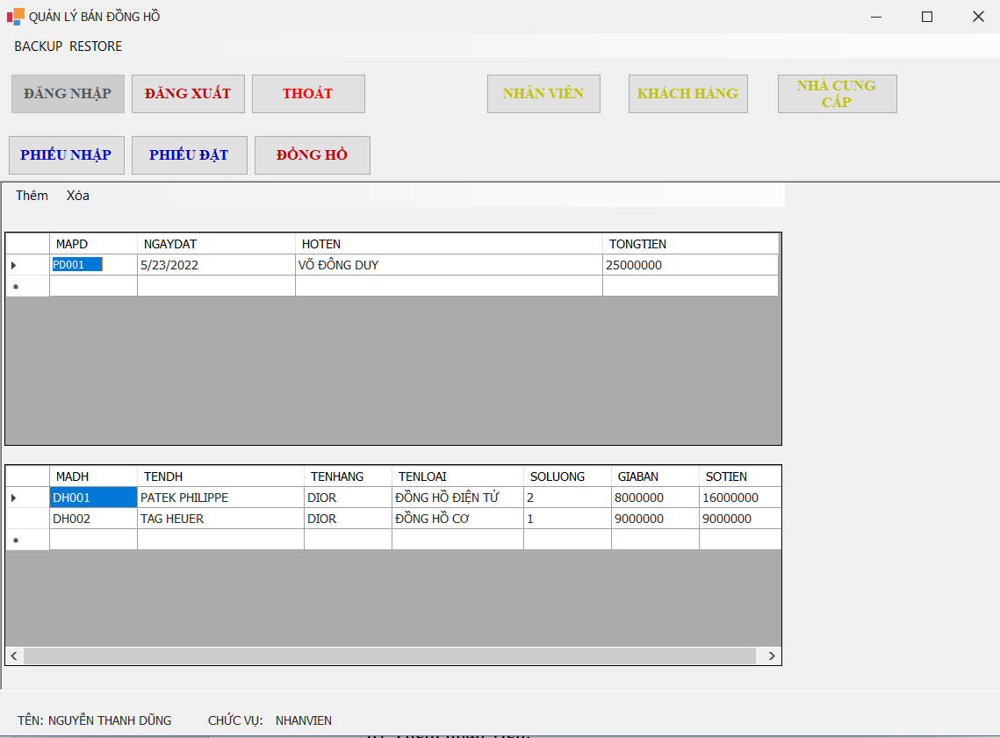 QUẢN LÝ BÁN ĐỒNG HỒ
BACKUP RESTORE
ĐĂNG NHẬP ĐĂNG XUẤT THOÁT NHÂN VIÊN KHÁCH HÀNG NHÀ CUNG
CẤP
PHIẾU NHẬP PHIẾU ĐẶT ĐỒNG HỒ
Thêm Xóa
MAPD NGAYDAT HOTEN TONGTIEN
PD001 5/23/2022 VÕ ĐÔNG DUY 25000000
MADH TENDH TENHANG TENLOAI SOLUONG GIABAN SOTIEN
DH001 PATEK PHILIPPE DIOR ĐỒNG HỒ ĐIỆN TỬ 2 8000000 16000000
DH002 TAG HEUER DIOR ĐỒNG HỒ CƠ 1 9000000 9000000
TÊN: NGUYỄN THANH DŨNG CHỨC VỤ: NHANVIEN